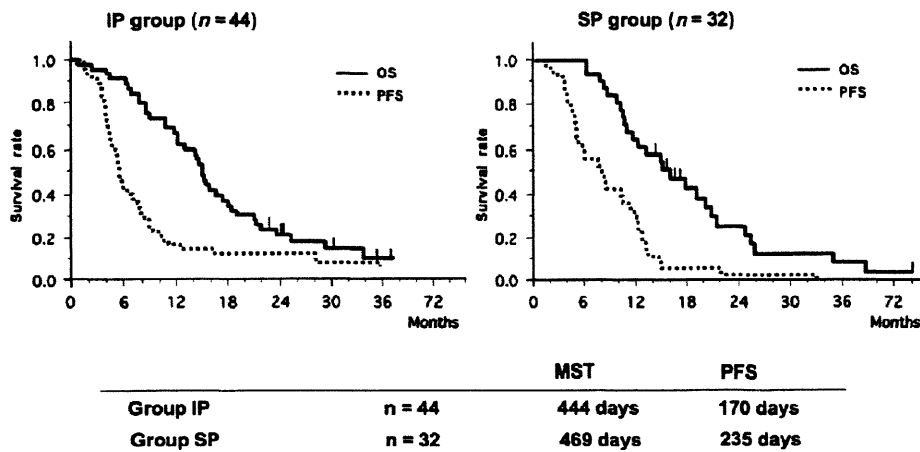 IP group (n = 44)
1.0
0.8
0.6
0.4
0.2
0.0
Survival rate
OS
PFS
0 6 12 18 24 30 36 72
Months
SP group (n = 32)
1.0
0.8
0.6
0.4
0.2
0.0
Survival rate
OS
PFS
0 6 12 18 24 30 36 72
Months
MST PFS
Group IP n = 44 444 days 170 days
Group SP n = 32 469 days 235 days